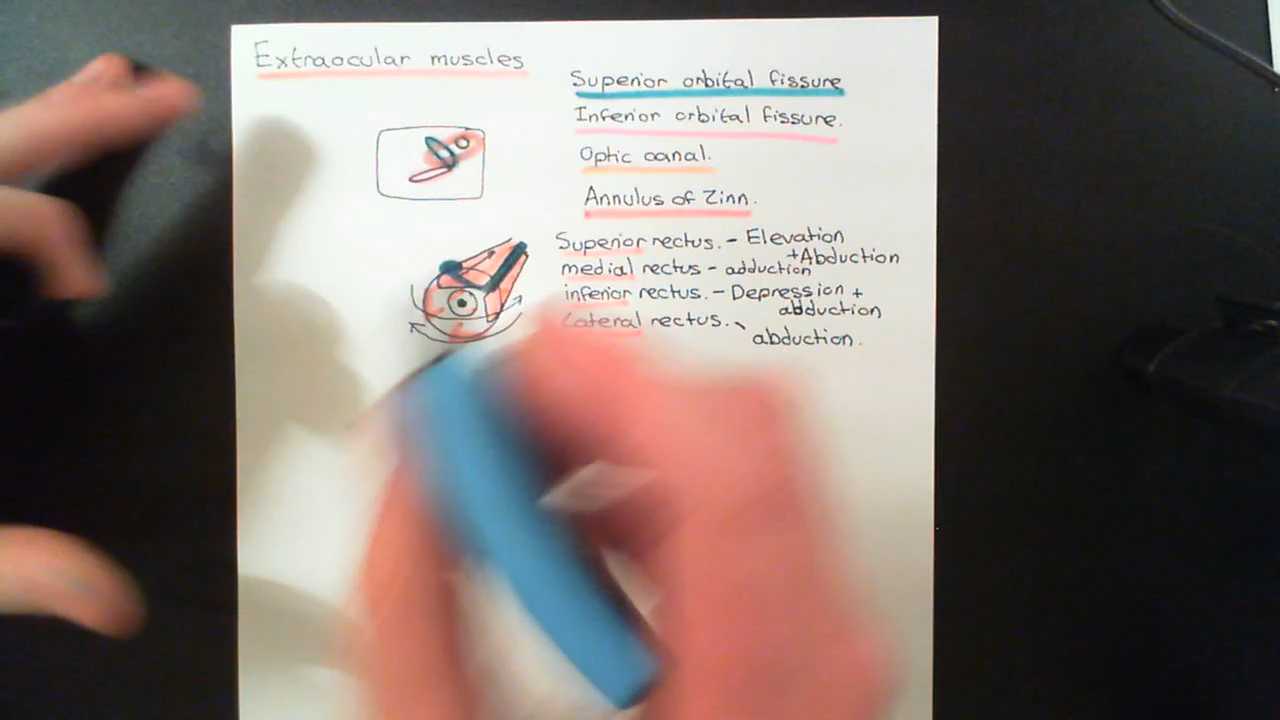 Extraocular muscles
Superior orbital fissure
Inferior orbital fissure.
Optic canal.
Annulus of Zinn.
Superior rectus. - Elevation
+Abduction
medial rectus - adduction
inferior rectus. - Depression +
abduction
Lateral rectus.
abduction.